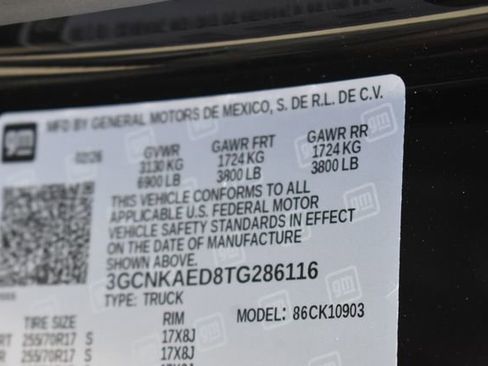 gm
MFD BY GENERAL MOTORS DE MEXICO, S. DE R.L. DE C.V.
02/26 GVWR GAWR FRT GAWR RR
3130 KG 1724 KG 1724 KG
6900 LB 3800 LB 3800 LB
THIS VEHICLE CONFORMS TO ALL
APPLICABLE U.S. FEDERAL MOTOR
VEHICLE SAFETY STANDARDS IN EFFECT
ON THE DATE OF MANUFACTURE
3GCNKAED8TG286116
TYPE: TRUCK MODEL: 86CK10903
TIRE SIZE RIM
255/70R17 S 17X8J
255/70R17 S 17X8J